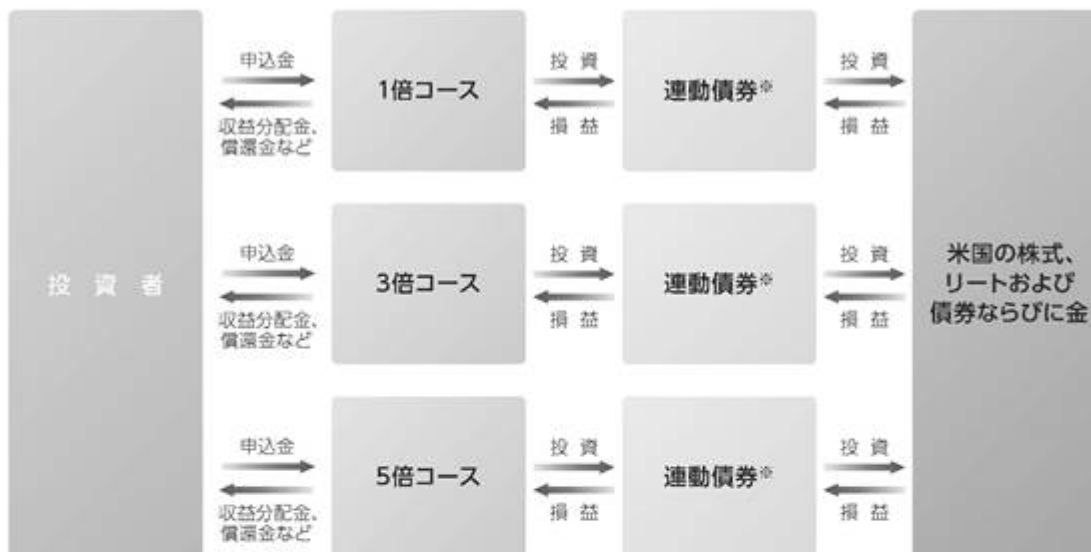 投資者
申込金
収益分配金、
償還金など
1倍コース
投資
損益
連動債券※
投資
損益
申込金
収益分配金、
償還金など
3倍コース
投資
損益
連動債券※
投資
損益
申込金
収益分配金、
償還金など
5倍コース
投資
損益
連動債券※
投資
損益
米国の株式、
リートおよび
債券ならびに金